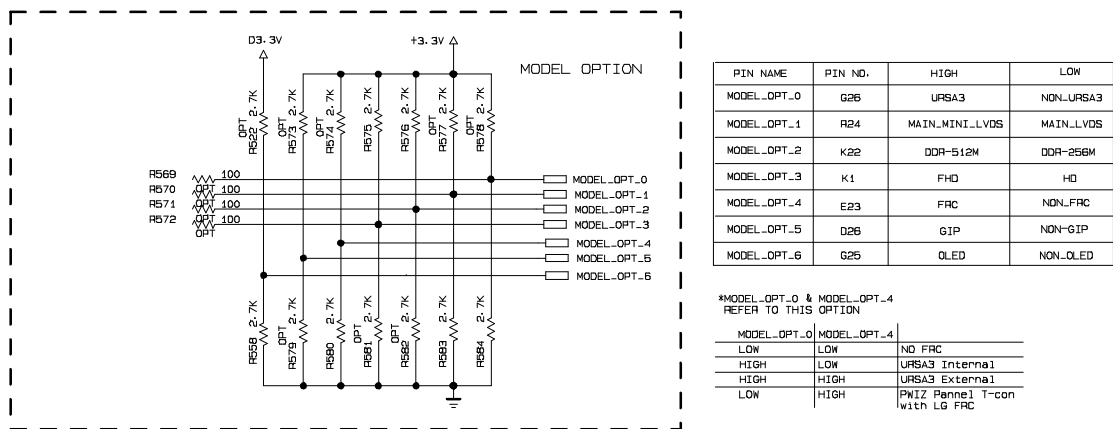 D3.3V
+3.3V
MODEL OPTION
OPT
R522 2.7K
OPT
R573 2.7K
OPT
R574 2.7K
R575 2.7K
R576 2.7K
R577 2.7K
OPT
R578 2.7K
R569 100
OPT
R570 100
OPT
R571 100
OPT
R572 100
OPT
MODEL_OPT_0
MODEL_OPT_1
MODEL_OPT_2
MODEL_OPT_3
MODEL_OPT_4
MODEL_OPT_5
MODEL_OPT_6
R558 2.7K
OPT
R579 2.7K
R580 2.7K
OPT
R581 2.7K
OPT
R582 2.7K
R583 2.7K
R584 2.7K
PIN NAME PIN NO. HIGH LOW
MODEL_OPT_0 G26 URSA3 NON_URSA3
MODEL_OPT_1 A24 MAIN_MINI_LVDS MAIN_LVDS
MODEL_OPT_2 K22 DDR-512M DDR-256M
MODEL_OPT_3 K1 FHD HD
MODEL_OPT_4 E23 FRC NON_FRC
MODEL_OPT_5 D26 GIP NON-GIP
MODEL_OPT_6 G25 OLED NON_OLED
*MODEL_OPT_0 & MODEL_OPT_4
REFER TO THIS OPTION
MODEL_OPT_0 MODEL_OPT_4
LOW LOW NO FRC
HIGH LOW URSA3 Internal
HIGH HIGH URSA3 External
LOW HIGH PWIZ Pannel T-con
with LG FRC